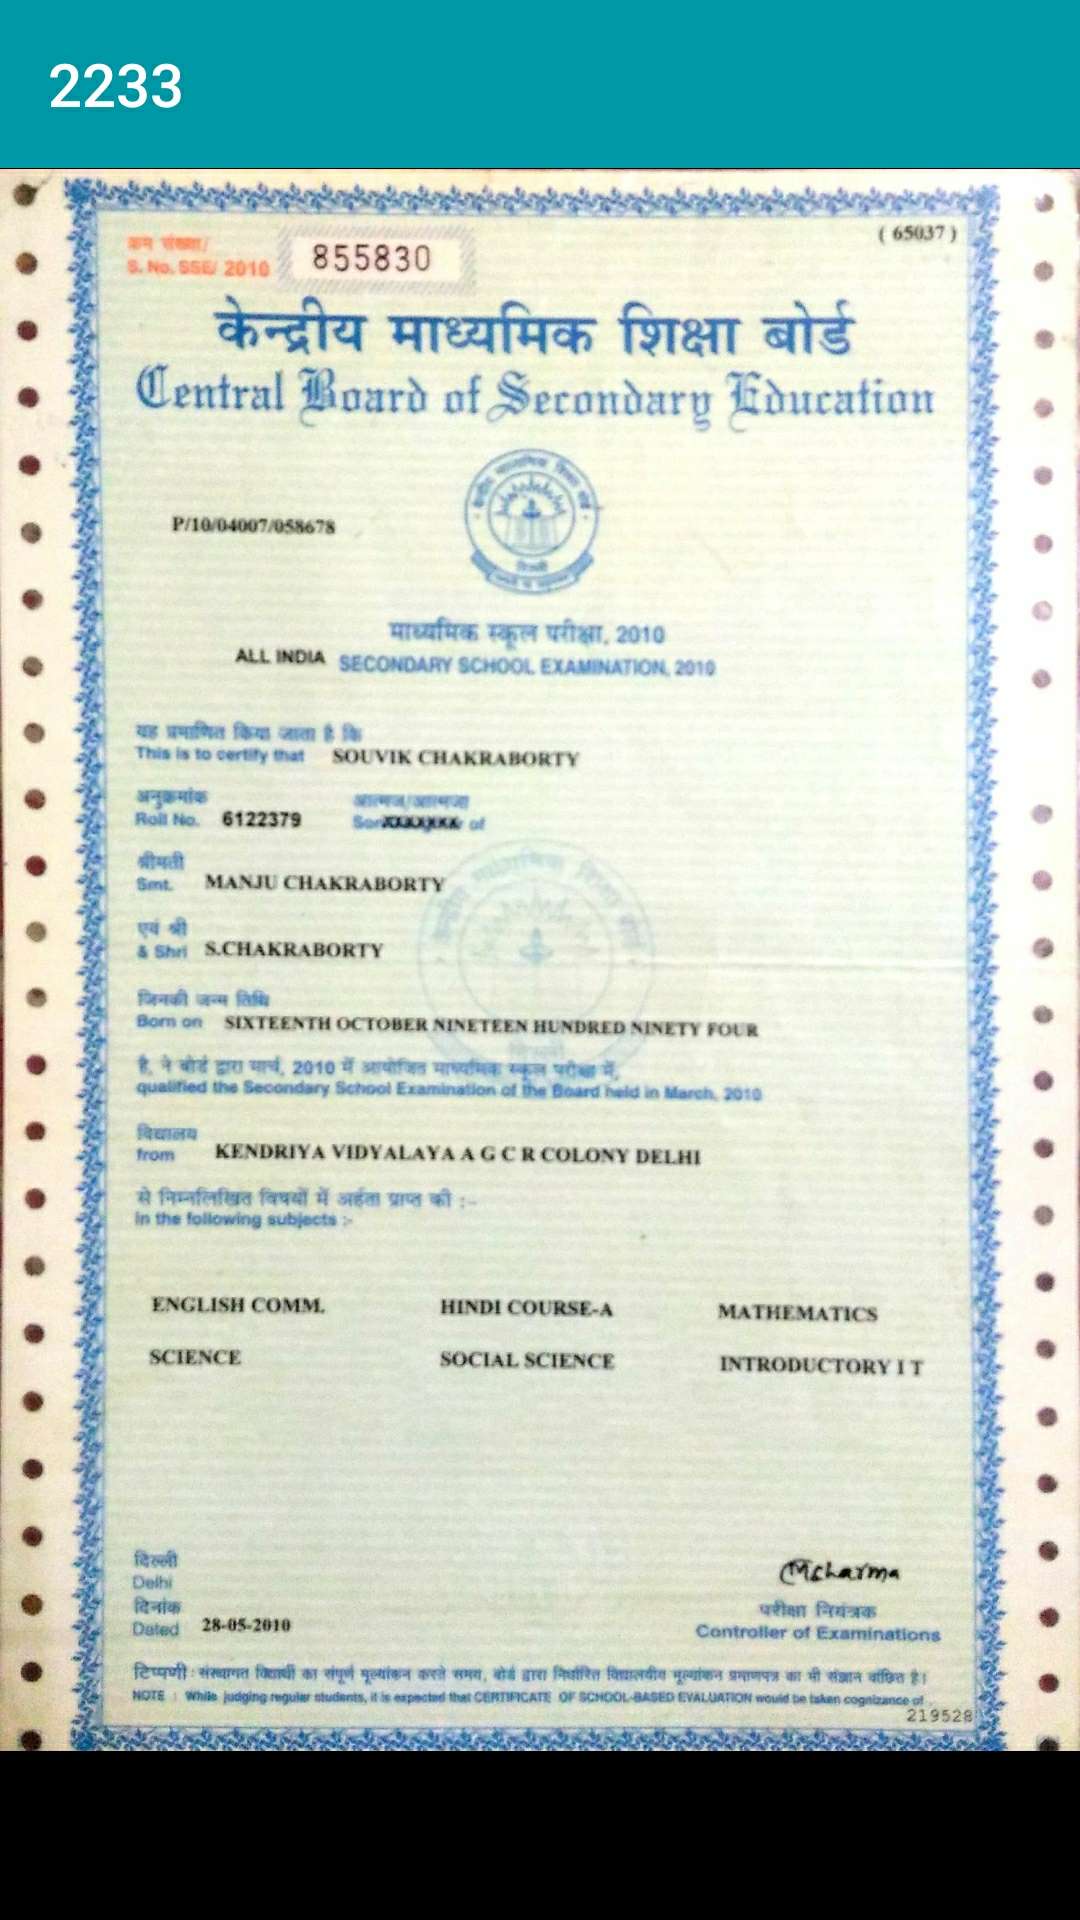 2233
( 65037 )
क्रम संख्या/
S. No. SSE/ 2010 855830
केन्द्रीय माध्यमिक शिक्षा बोर्ड
Central Board of Secondary Education
P/10/04007/058678
माध्यमिक स्कूल परीक्षा, 2010
ALL INDIA SECONDARY SCHOOL EXAMINATION, 2010
यह प्रमाणित किया जाता है कि
This is to certify that SOUVIK CHAKRABORTY
अनुक्रमांक आत्मज/आत्मजा
Roll No. 6122379 Son of
श्रीमती
Smt. MANJU CHAKRABORTY
एवं श्री
& Shri S.CHAKRABORTY
जिनकी जन्म तिथि
Born on SIXTEENTH OCTOBER NINETEEN HUNDRED NINETY FOUR
है, ने बोर्ड द्वारा मार्च, 2010 में आयोजित माध्यमिक स्कूल परीक्षा में,
qualified the Secondary School Examination of the Board held in March, 2010
विद्यालय
from KENDRIYA VIDYALAYA A G C R COLONY DELHI
से निम्नलिखित विषयों में अर्हता प्राप्त की :-
in the following subjects :-
ENGLISH COMM. HINDI COURSE-A MATHEMATICS
SCIENCE SOCIAL SCIENCE INTRODUCTORY I T
दिल्ली
Delhi
दिनांक
Dated 28-05-2010
MSharma
परीक्षा नियंत्रक
Controller of Examinations
टिप्पणी : संस्थागत विद्यार्थी का संपूर्ण मूल्यांकन करते समय, बोर्ड द्वारा निर्धारित विद्यालयीय मूल्यांकन प्रमाणपत्र का भी संज्ञान वांछित है।
NOTE : While judging regular students, it is expected that CERTIFICATE OF SCHOOL-BASED EVALUATION would be taken cognizance of
219528